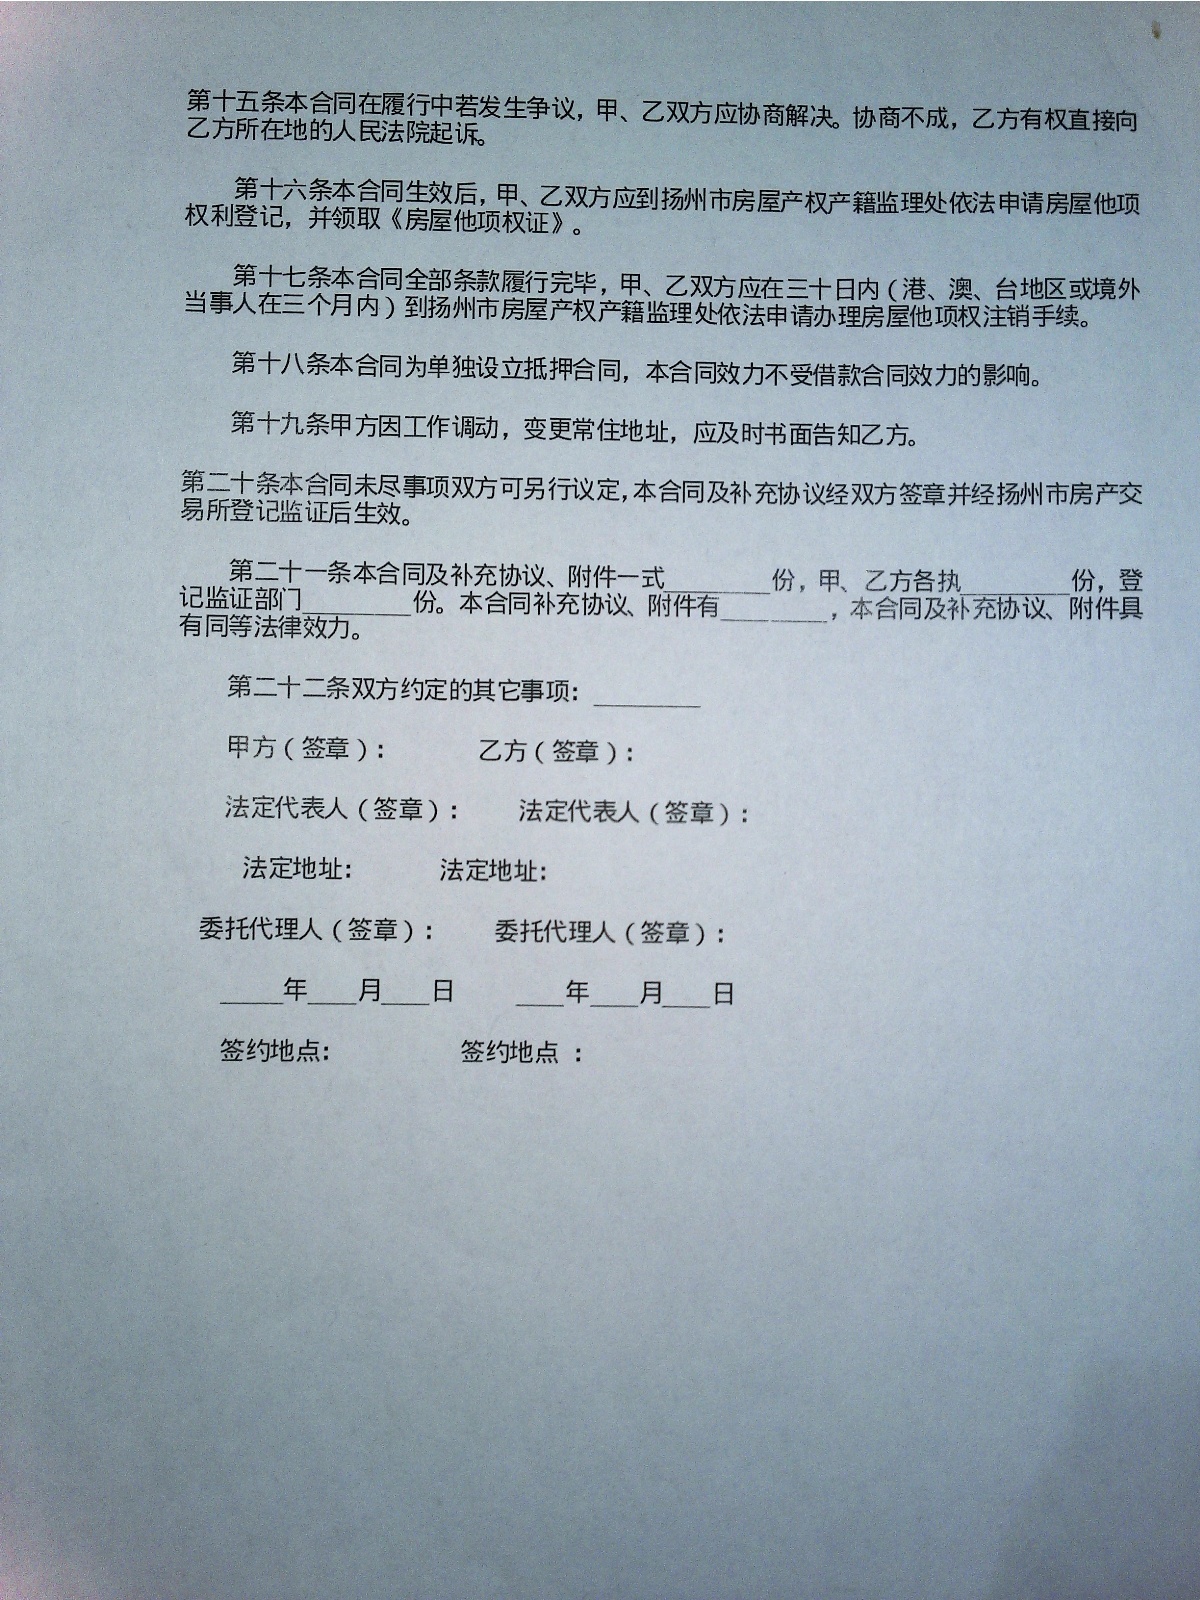 第十五条本合同在履行中若发生争议，甲、乙双方应协商解决。协商不成，乙方有权直接向
乙方所在地的人民法院起诉。
第十六条本合同生效后，甲、乙双方应到扬州市房屋产权产籍监理处依法申请房屋他项
权利登记，并领取《房屋他项权证》。
第十七条本合同全部条款履行完毕，甲、乙双方应在三十日内（港、澳、台地区或境外
当事人在三个月内）到扬州市房屋产权产籍监理处依法申请办理房屋他项权注销手续。
第十八条本合同为单独设立抵押合同，本合同效力不受借款合同效力的影响。
第十九条甲方因工作调动，变更常住地址，应及时书面告知乙方。
第二十条本合同未尽事项双方可另行议定，本合同及补充协议经双方签章并经扬州市房产交
易所登记监证后生效。
第二十一条本合同及补充协议、附件一式_________份，甲、乙方各执_________份，登
记监证部门_________份。本合同补充协议、附件有_________，本合同及补充协议、附件具
有同等法律效力。
第二十二条双方约定的其它事项：_________
甲方（签章）： 乙方（签章）：
法定代表人（签章）： 法定代表人（签章）：
法定地址： 法定地址：
委托代理人（签章）： 委托代理人（签章）：
_____年____月____日 ____年____月____日
签约地点： 签约地点 ：